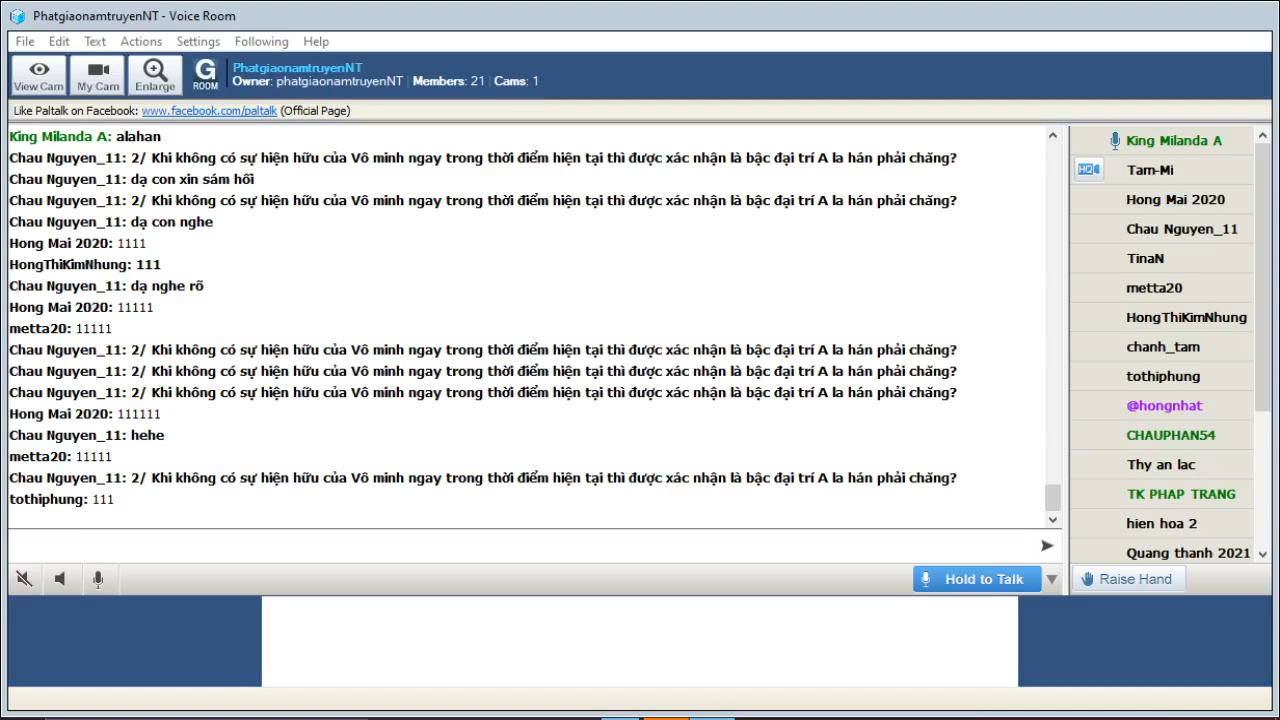 PhatgiaonamtruyenNT - Voice Room
File Edit Text Actions Settings Following Help
View Cam My Cam Enlarge G ROOM
PhatgiaonamtruyenNT
Owner: phatgiaonamtruyenNT | Members: 21 | Cams: 1
Like Paltalk on Facebook: www.facebook.com/paltalk (Official Page)
King Milanda A: alahan
Chau Nguyen_11: 2/ Khi không có sự hiện hữu của Vô minh ngay trong thời điểm hiện tại thì được xác nhận là bậc đại trí A la hán phải chăng?
Chau Nguyen_11: dạ con xin sám hối
Chau Nguyen_11: 2/ Khi không có sự hiện hữu của Vô minh ngay trong thời điểm hiện tại thì được xác nhận là bậc đại trí A la hán phải chăng?
Chau Nguyen_11: dạ con nghe
Hong Mai 2020: 1111
HongThiKimNhung: 111
Chau Nguyen_11: dạ nghe rõ
Hong Mai 2020: 11111
metta20: 11111
Chau Nguyen_11: 2/ Khi không có sự hiện hữu của Vô minh ngay trong thời điểm hiện tại thì được xác nhận là bậc đại trí A la hán phải chăng?
Chau Nguyen_11: 2/ Khi không có sự hiện hữu của Vô minh ngay trong thời điểm hiện tại thì được xác nhận là bậc đại trí A la hán phải chăng?
Chau Nguyen_11: 2/ Khi không có sự hiện hữu của Vô minh ngay trong thời điểm hiện tại thì được xác nhận là bậc đại trí A la hán phải chăng?
Hong Mai 2020: 111111
Chau Nguyen_11: hehe
metta20: 11111
Chau Nguyen_11: 2/ Khi không có sự hiện hữu của Vô minh ngay trong thời điểm hiện tại thì được xác nhận là bậc đại trí A la hán phải chăng?
tothiphung: 111
King Milanda A
HQ
Tam-Mi
Hong Mai 2020
Chau Nguyen_11
TinaN
metta20
HongThiKimNhung
chanh_tam
tothiphung
@hongnhat
CHAUPHAN54
Thy an lac
TK PHAP TRANG
hien hoa 2
Quang thanh 2021
Hold to Talk
Raise Hand